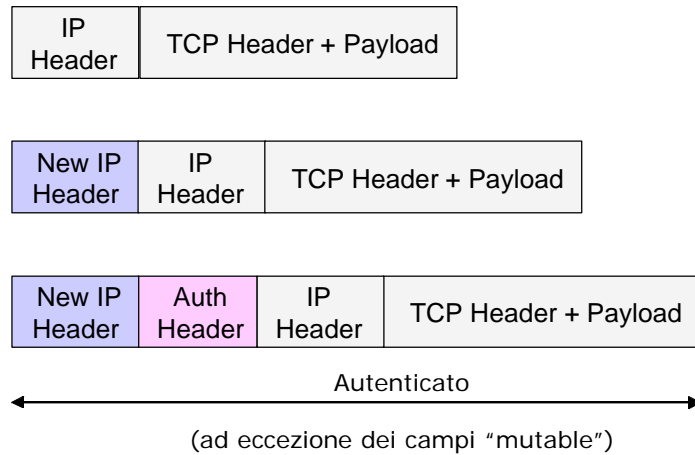 IP
Header
TCP Header + Payload
New IP
Header
IP
Header
TCP Header + Payload
New IP
Header
Auth
Header
IP
Header
TCP Header + Payload
Autenticato
(ad eccezione dei campi “mutable”)